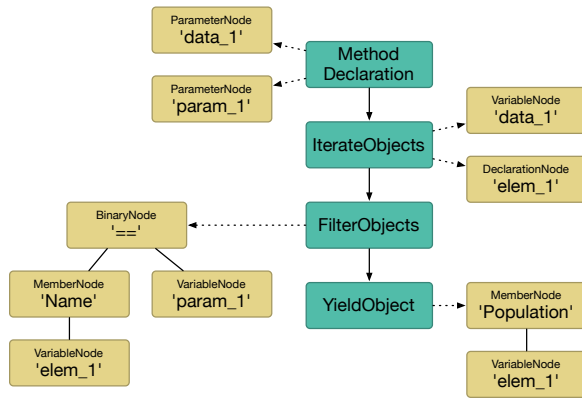 ParameterNode
'data_1'
Method
Declaration
ParameterNode
'param_1'
VariableNode
'data_1'
IterateObjects
DeclarationNode
'elem_1'
BinaryNode
'=='
FilterObjects
MemberNode
'Name'
VariableNode
'param_1'
YieldObject
MemberNode
'Population'
VariableNode
'elem_1'
VariableNode
'elem_1'